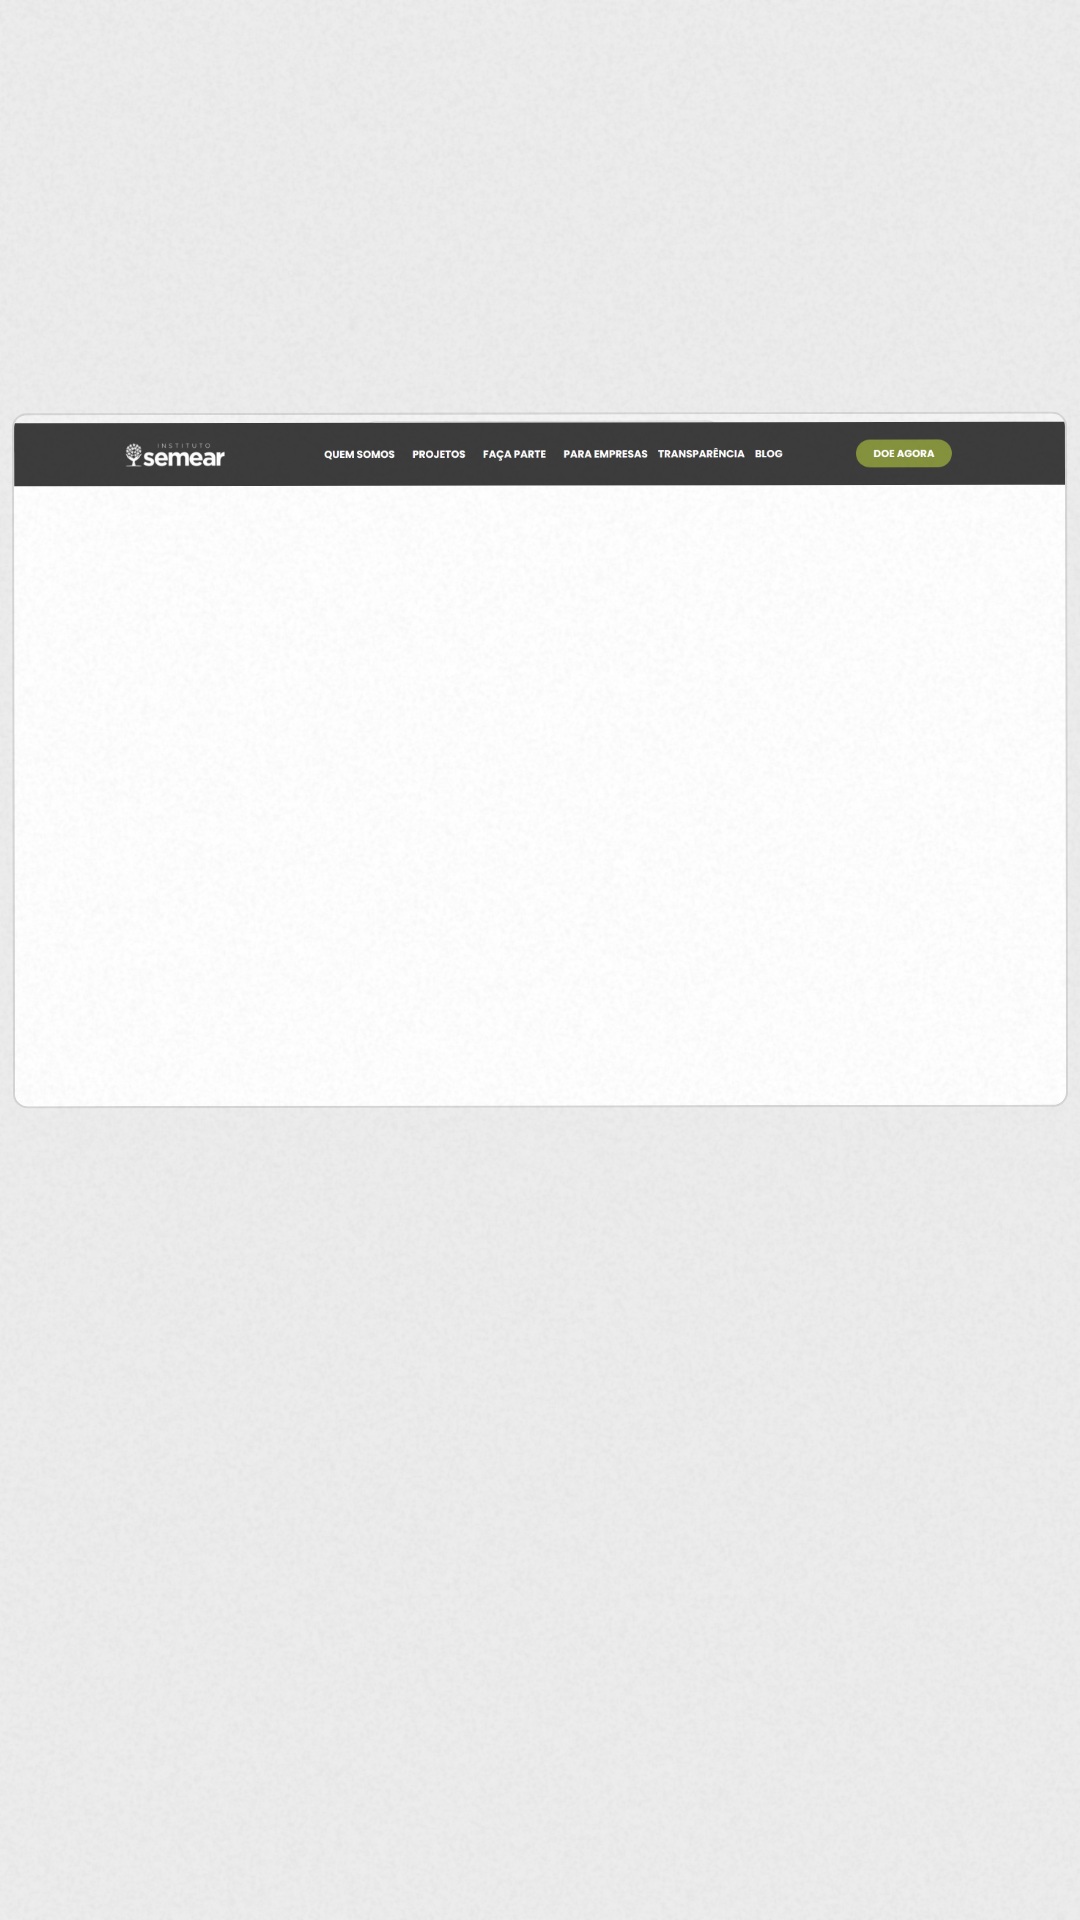 INSTITUTO
semear
QUEM SOMOS PROJETOS FAÇA PARTE PARA EMPRESAS TRANSPARÊNCIA BLOG
DOE AGORA